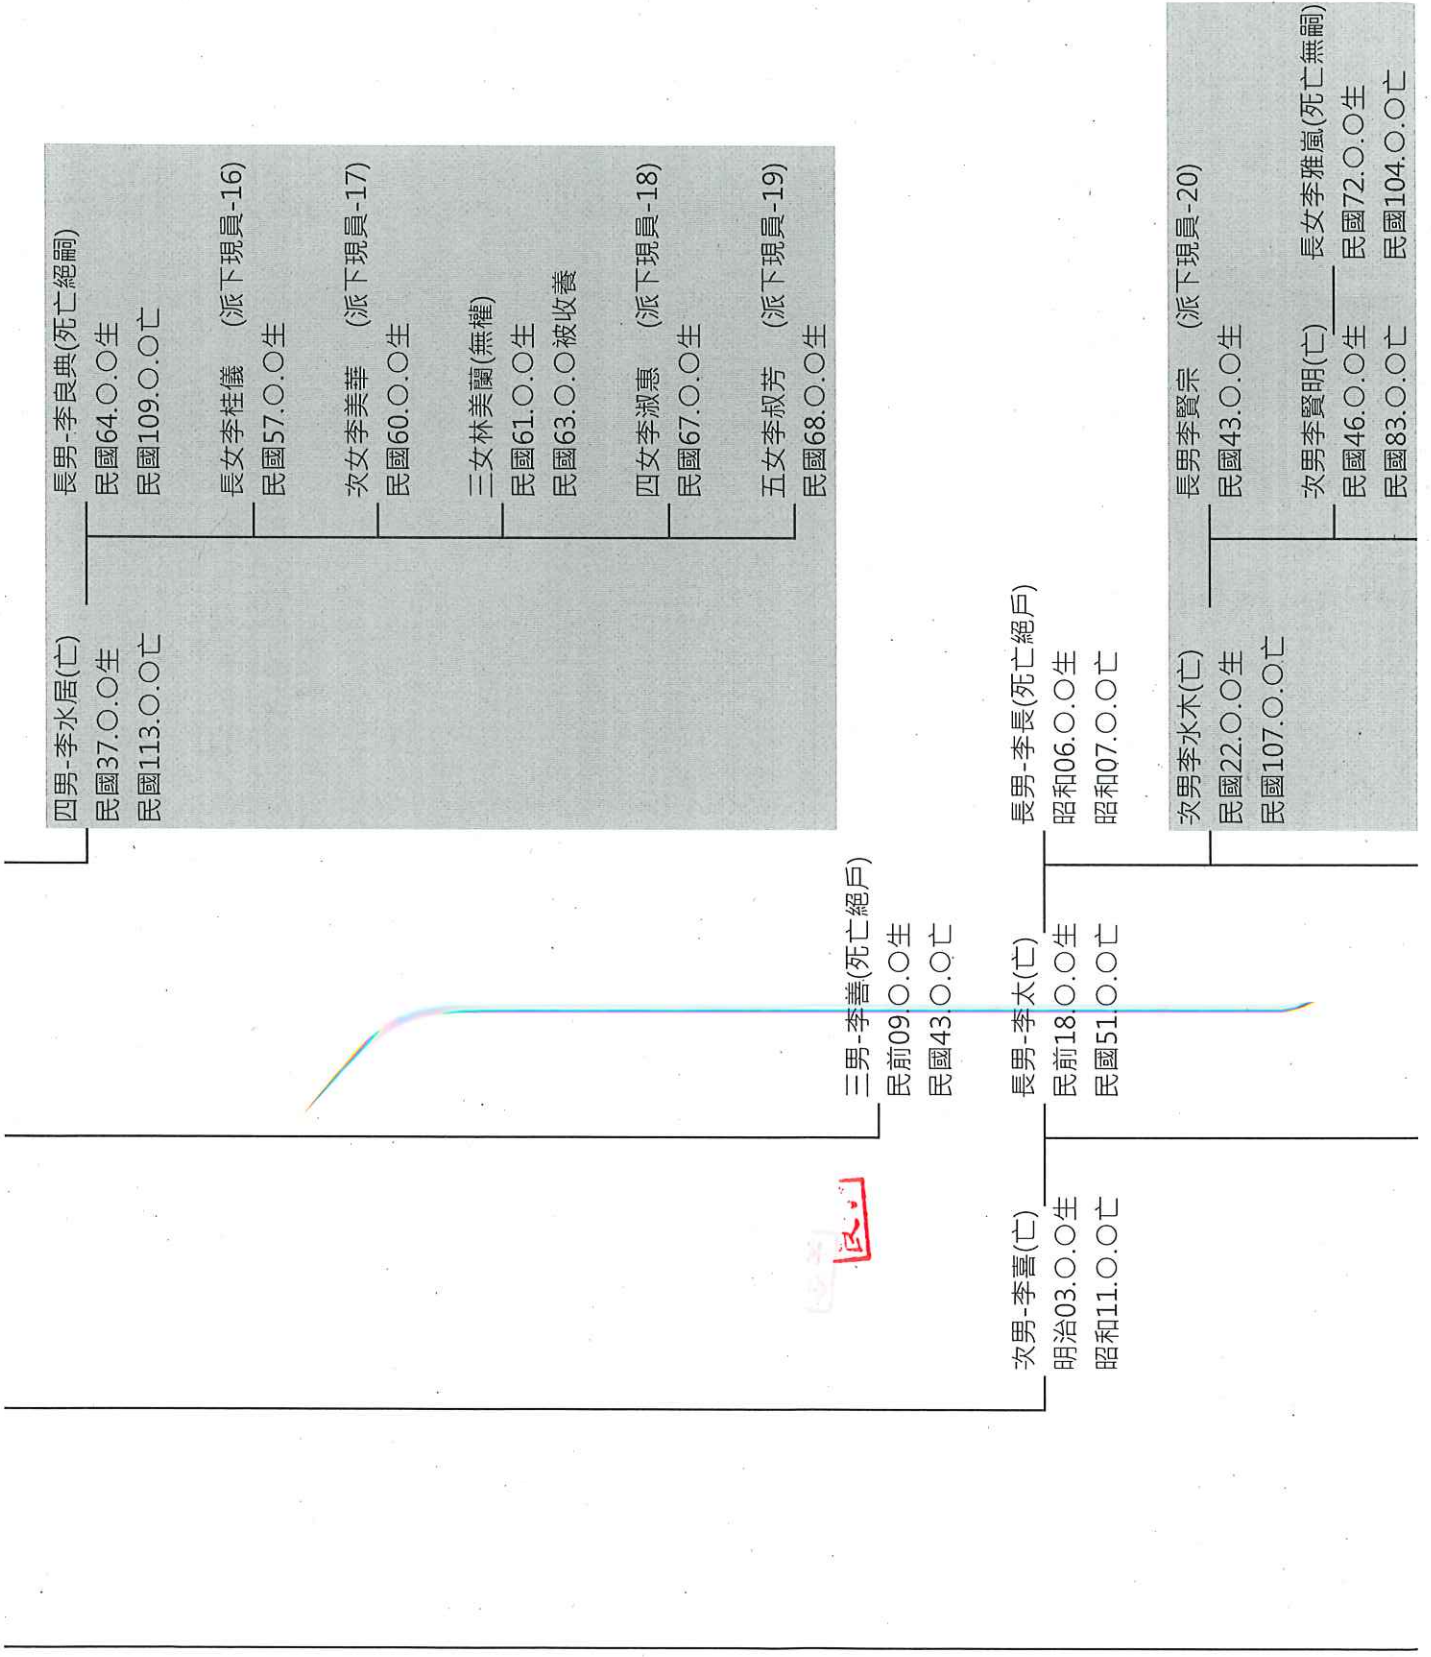 四男-李水居(亡)
民國37.○.○生
民國113.○.○亡
長男-李良典(死亡絕嗣)
民國64.○.○生
民國109.○.○亡
長女李桂儀 (派下現員-16)
民國57.○.○生
次女李美華 (派下現員-17)
民國60.○.○生
三女林美蘭(無權)
民國61.○.○生
民國63.○.○被收養
四女李淑惠 (派下現員-18)
民國67.○.○生
五女李叔芳 (派下現員-19)
民國68.○.○生
三男-李善(死亡絕戶)
民前09.○.○生
民國43.○.○亡
次男-李喜(亡)
明治03.○.○生
昭和11.○.○亡
長男-李太(亡)
民前18.○.○生
民國51.○.○亡
長男-李長(死亡絕戶)
昭和06.○.○生
昭和07.○.○亡
次男李水木(亡)
民國22.○.○生
民國107.○.○亡
長男李賢宗 (派下現員-20)
民國43.○.○生
次男李賢明(亡)
民國46.○.○生
民國83.○.○亡
長女李雅嵐(死亡無嗣)
民國72.○.○生
民國104.○.○亡